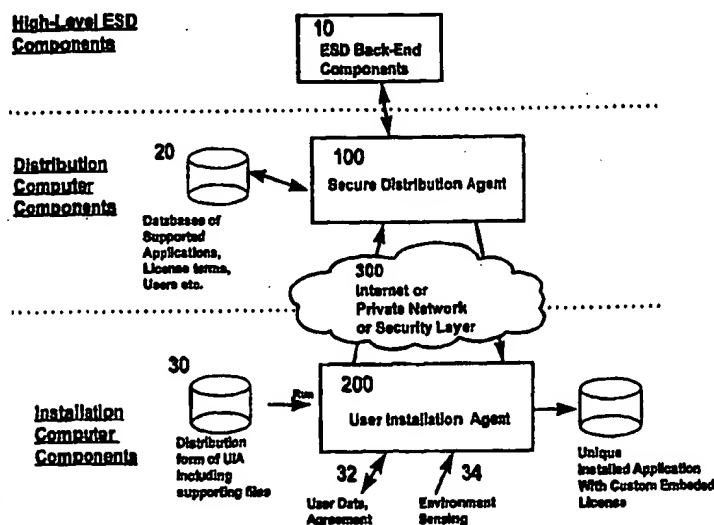 High-Level ESD
Components
10
ESD Back-End
Components
Distribution
Computer
Components
20
Databases of
Supported
Applications,
License terms,
Users etc.
100
Secure Distribution Agent
300
Internet or
Private Network
or Security Layer
Installation
Computer
Components
30
Distribution
form of UIA
including
supporting files
Run
200
User Installation Agent
32
User Data,
Agreement
34
Environment
Sensing
Unique
Installed Application
With Custom Embeded
License